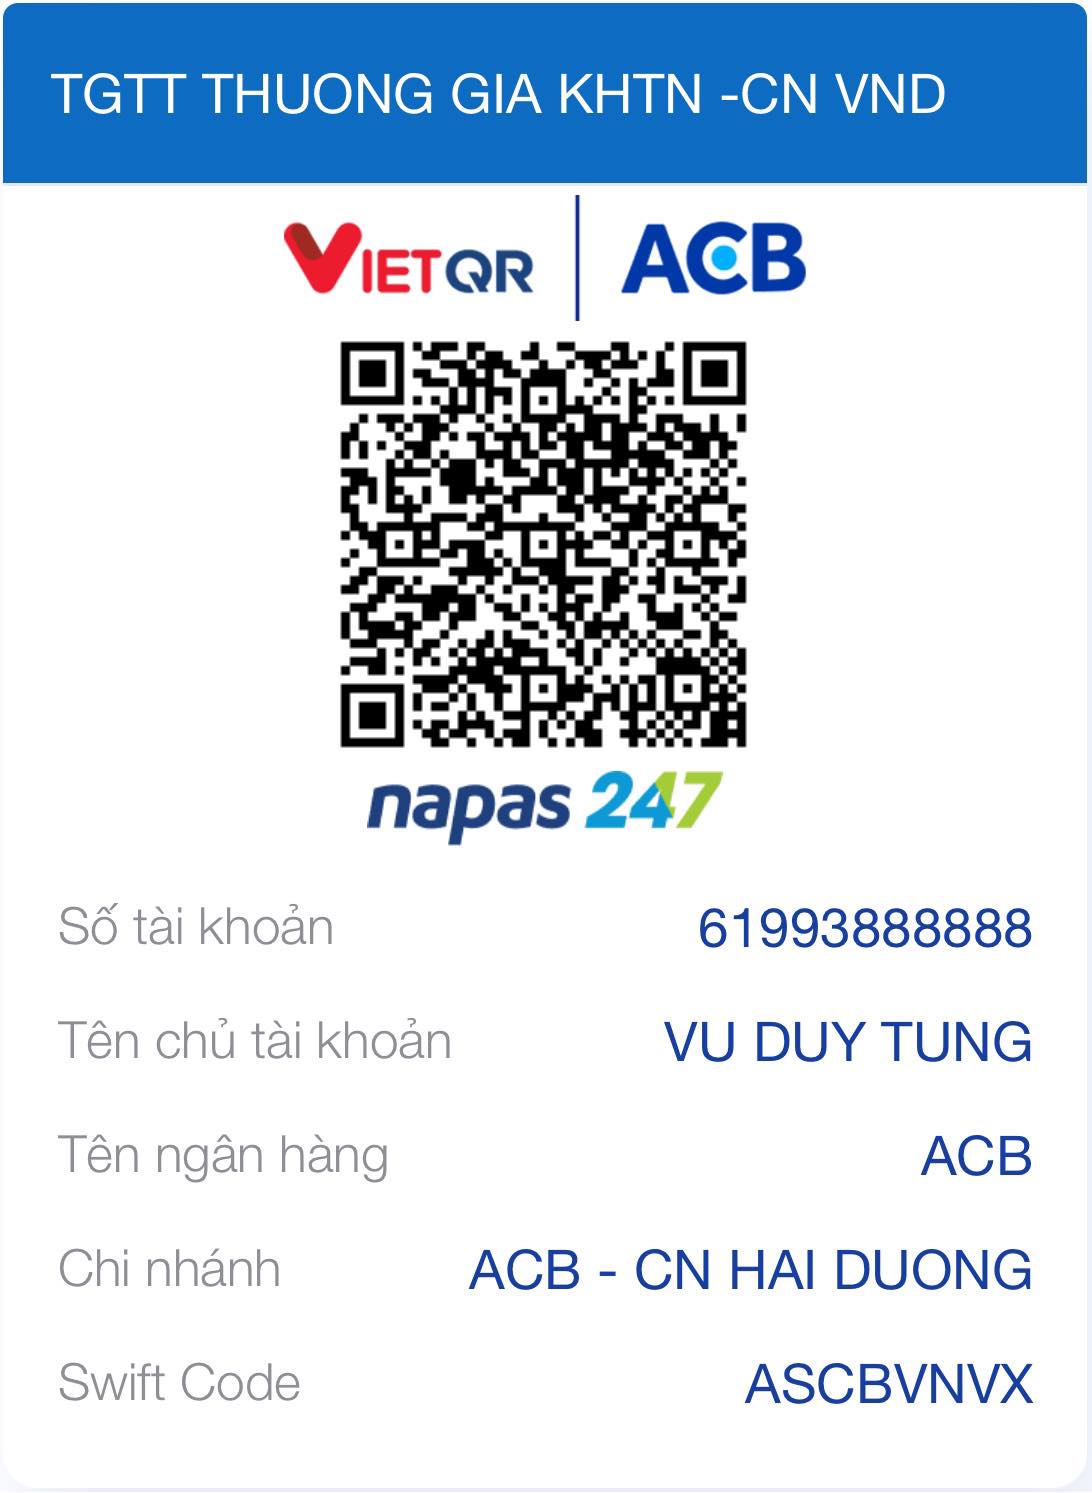 TGTT THUONG GIA KHTN -CN VND
VIETQR ACB
napas 247
Số tài khoản 61993888888
Tên chủ tài khoản VU DUY TUNG
Tên ngân hàng ACB
Chi nhánh ACB - CN HAI DUONG
Swift Code ASCBVNVX